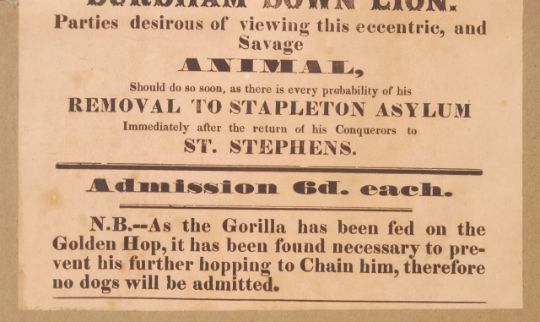 DURDHAM DOWN LION.
Parties desirous of viewing this eccentric, and
Savage
ANIMAL,
Should do so soon, as there is every probability of his
REMOVAL TO STAPLETON ASYLUM
Immediately after the return of his Conquerors to
ST. STEPHENS.
Admission 6d. each.
N.B.--As the Gorilla has been fed on the
Golden Hop, it has been found necessary to pre-
vent his further hopping to Chain him, therefore
no dogs will be admitted.